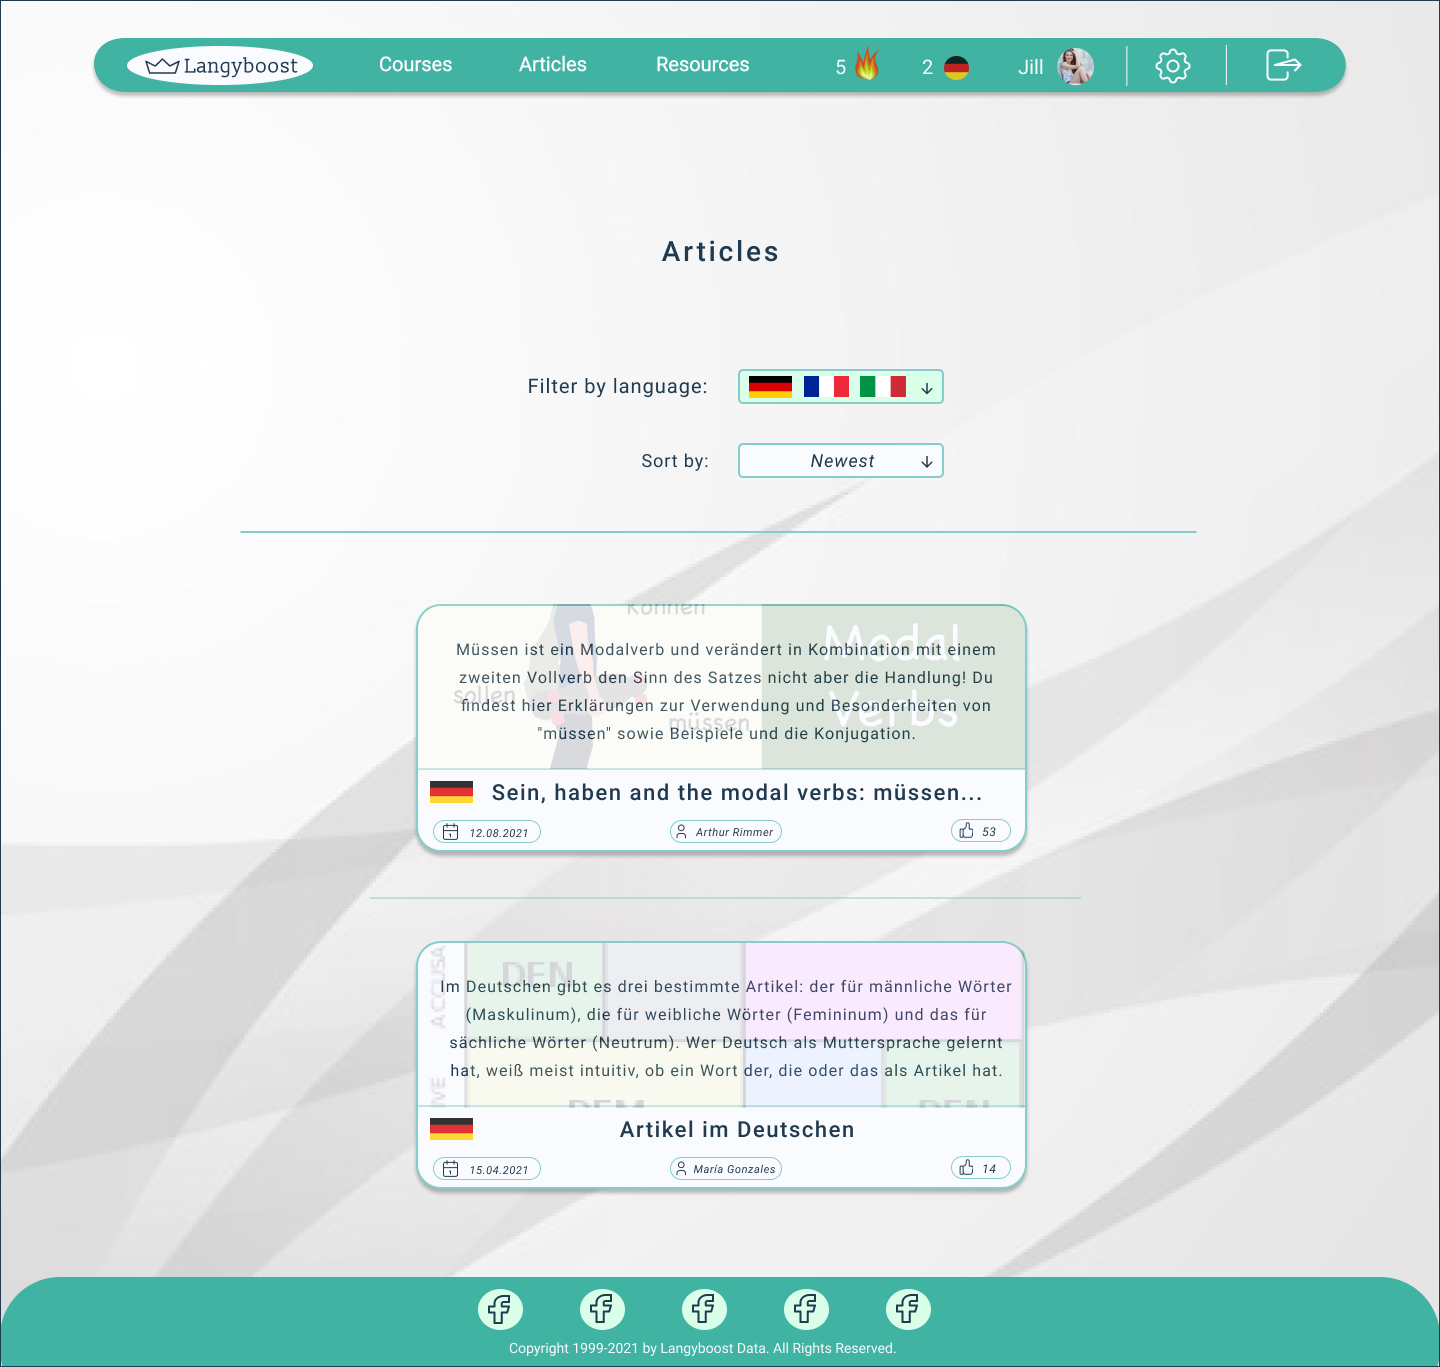 Langyboost
Courses
Articles
Resources
5
2
Jill
Articles
Filter by language:
Sort by:
Newest
können
Modal
Verbs
sollen
müssen
Müssen ist ein Modalverb und verändert in Kombination mit einem
zweiten Vollverb den Sinn des Satzes nicht aber die Handlung! Du
findest hier Erklärungen zur Verwendung und Besonderheiten von
"müssen" sowie Beispiele und die Konjugation.
Sein, haben and the modal verbs: müssen...
12.08.2021
Arthur Rimmer
53
DEN
ACCUSA
IVE
DEM
DEN
Im Deutschen gibt es drei bestimmte Artikel: der für männliche Wörter
(Maskulinum), die für weibliche Wörter (Femininum) und das für
sächliche Wörter (Neutrum). Wer Deutsch als Muttersprache gelernt
hat, weiß meist intuitiv, ob ein Wort der, die oder das als Artikel hat.
Artikel im Deutschen
15.04.2021
María Gonzales
14
Copyright 1999-2021 by Langyboost Data. All Rights Reserved.